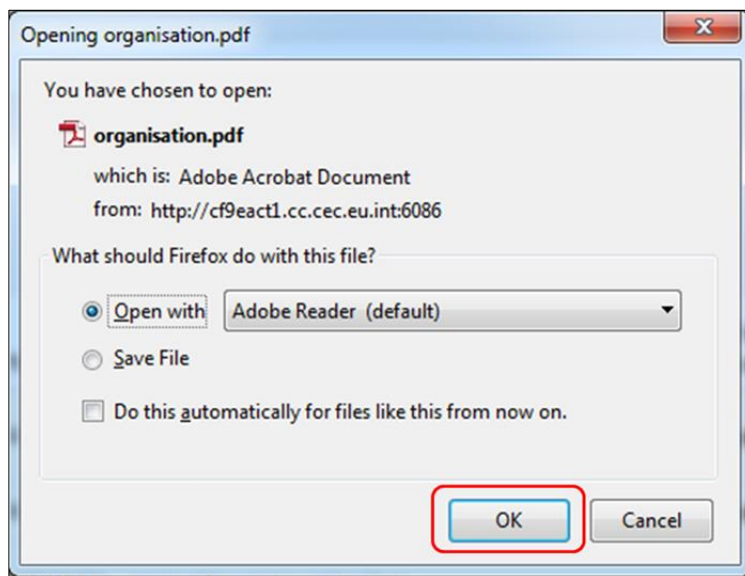 Opening organisation.pdf
You have chosen to open:
organisation.pdf
which is: Adobe Acrobat Document
from: http://cf9eact1.cc.cec.eu.int:6086
What should Firefox do with this file?
Open with Adobe Reader (default)
Save File
Do this automatically for files like this from now on.
OK Cancel